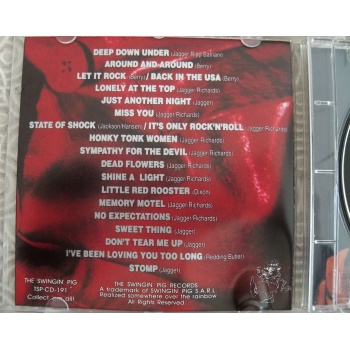 DEEP DOWN UNDER (Jagger Ripp Batriani)
AROUND AND AROUND (Berry)
LET IT ROCK (Berry) / BACK IN THE USA (Berry)
LONELY AT THE TOP (Jagger Richards)
JUST ANOTHER NIGHT (Jagger)
MISS YOU (Jagger-Richards)
STATE OF SHOCK (Jackson/Hansen) / IT'S ONLY ROCK'N'ROLL (Jagger Richards)
HONKY TONK WOMEN (Jagger-Richards)
SYMPATHY FOR THE DEVIL (Jagger-Richards)
DEAD FLOWERS (Jagger-Richards)
SHINE A LIGHT (Jagger-Richards)
LITTLE RED ROOSTER (Dixon)
MEMORY MOTEL (Jagger-Richards)
NO EXPECTATIONS (Jagger-Richards)
SWEET THING (Jagger)
DON'T TEAR ME UP (Jagger)
I'VE BEEN LOVING YOU TOO LONG (Redding-Butler)
STOMP (Jagger)
THE SWINGIN PIG
TSP-CD-191
Collect em all!
THE SWINGIN' PIG RECORDS
A trademark of SWINGIN' PIG S.A.R.L.
Realized somewhere over the rainbow
All Rights Reserved